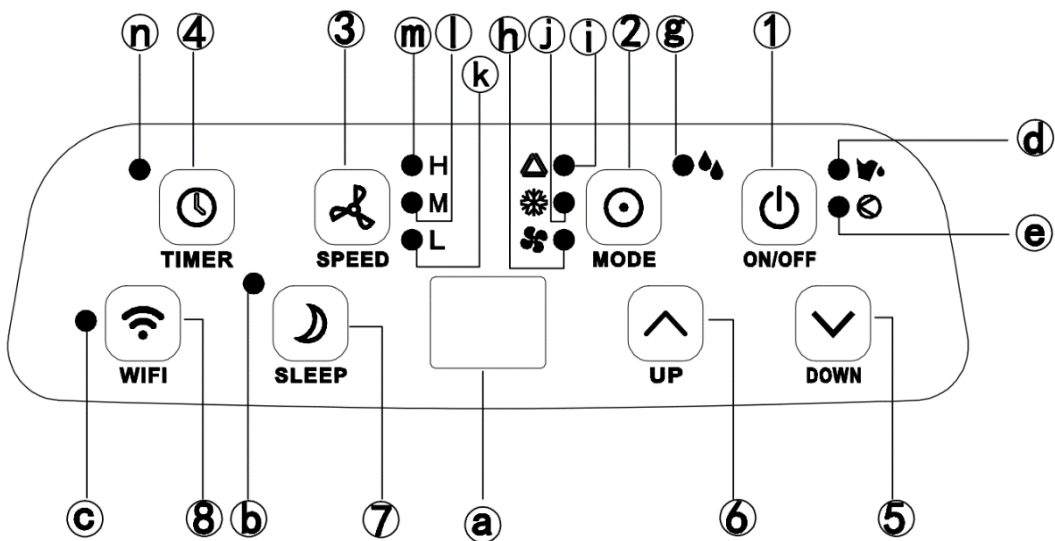 ⓝ ④ ③ ⓜ ⓛ ⓗ ⓙ ⓘ ② ⓖ ①
ⓚ
ⓓ
H
M
L
TIMER SPEED MODE ON/OFF
ⓔ
WIFI SLEEP UP DOWN
ⓒ ⑧ ⓑ ⑦ ⓐ ⑥ ⑤